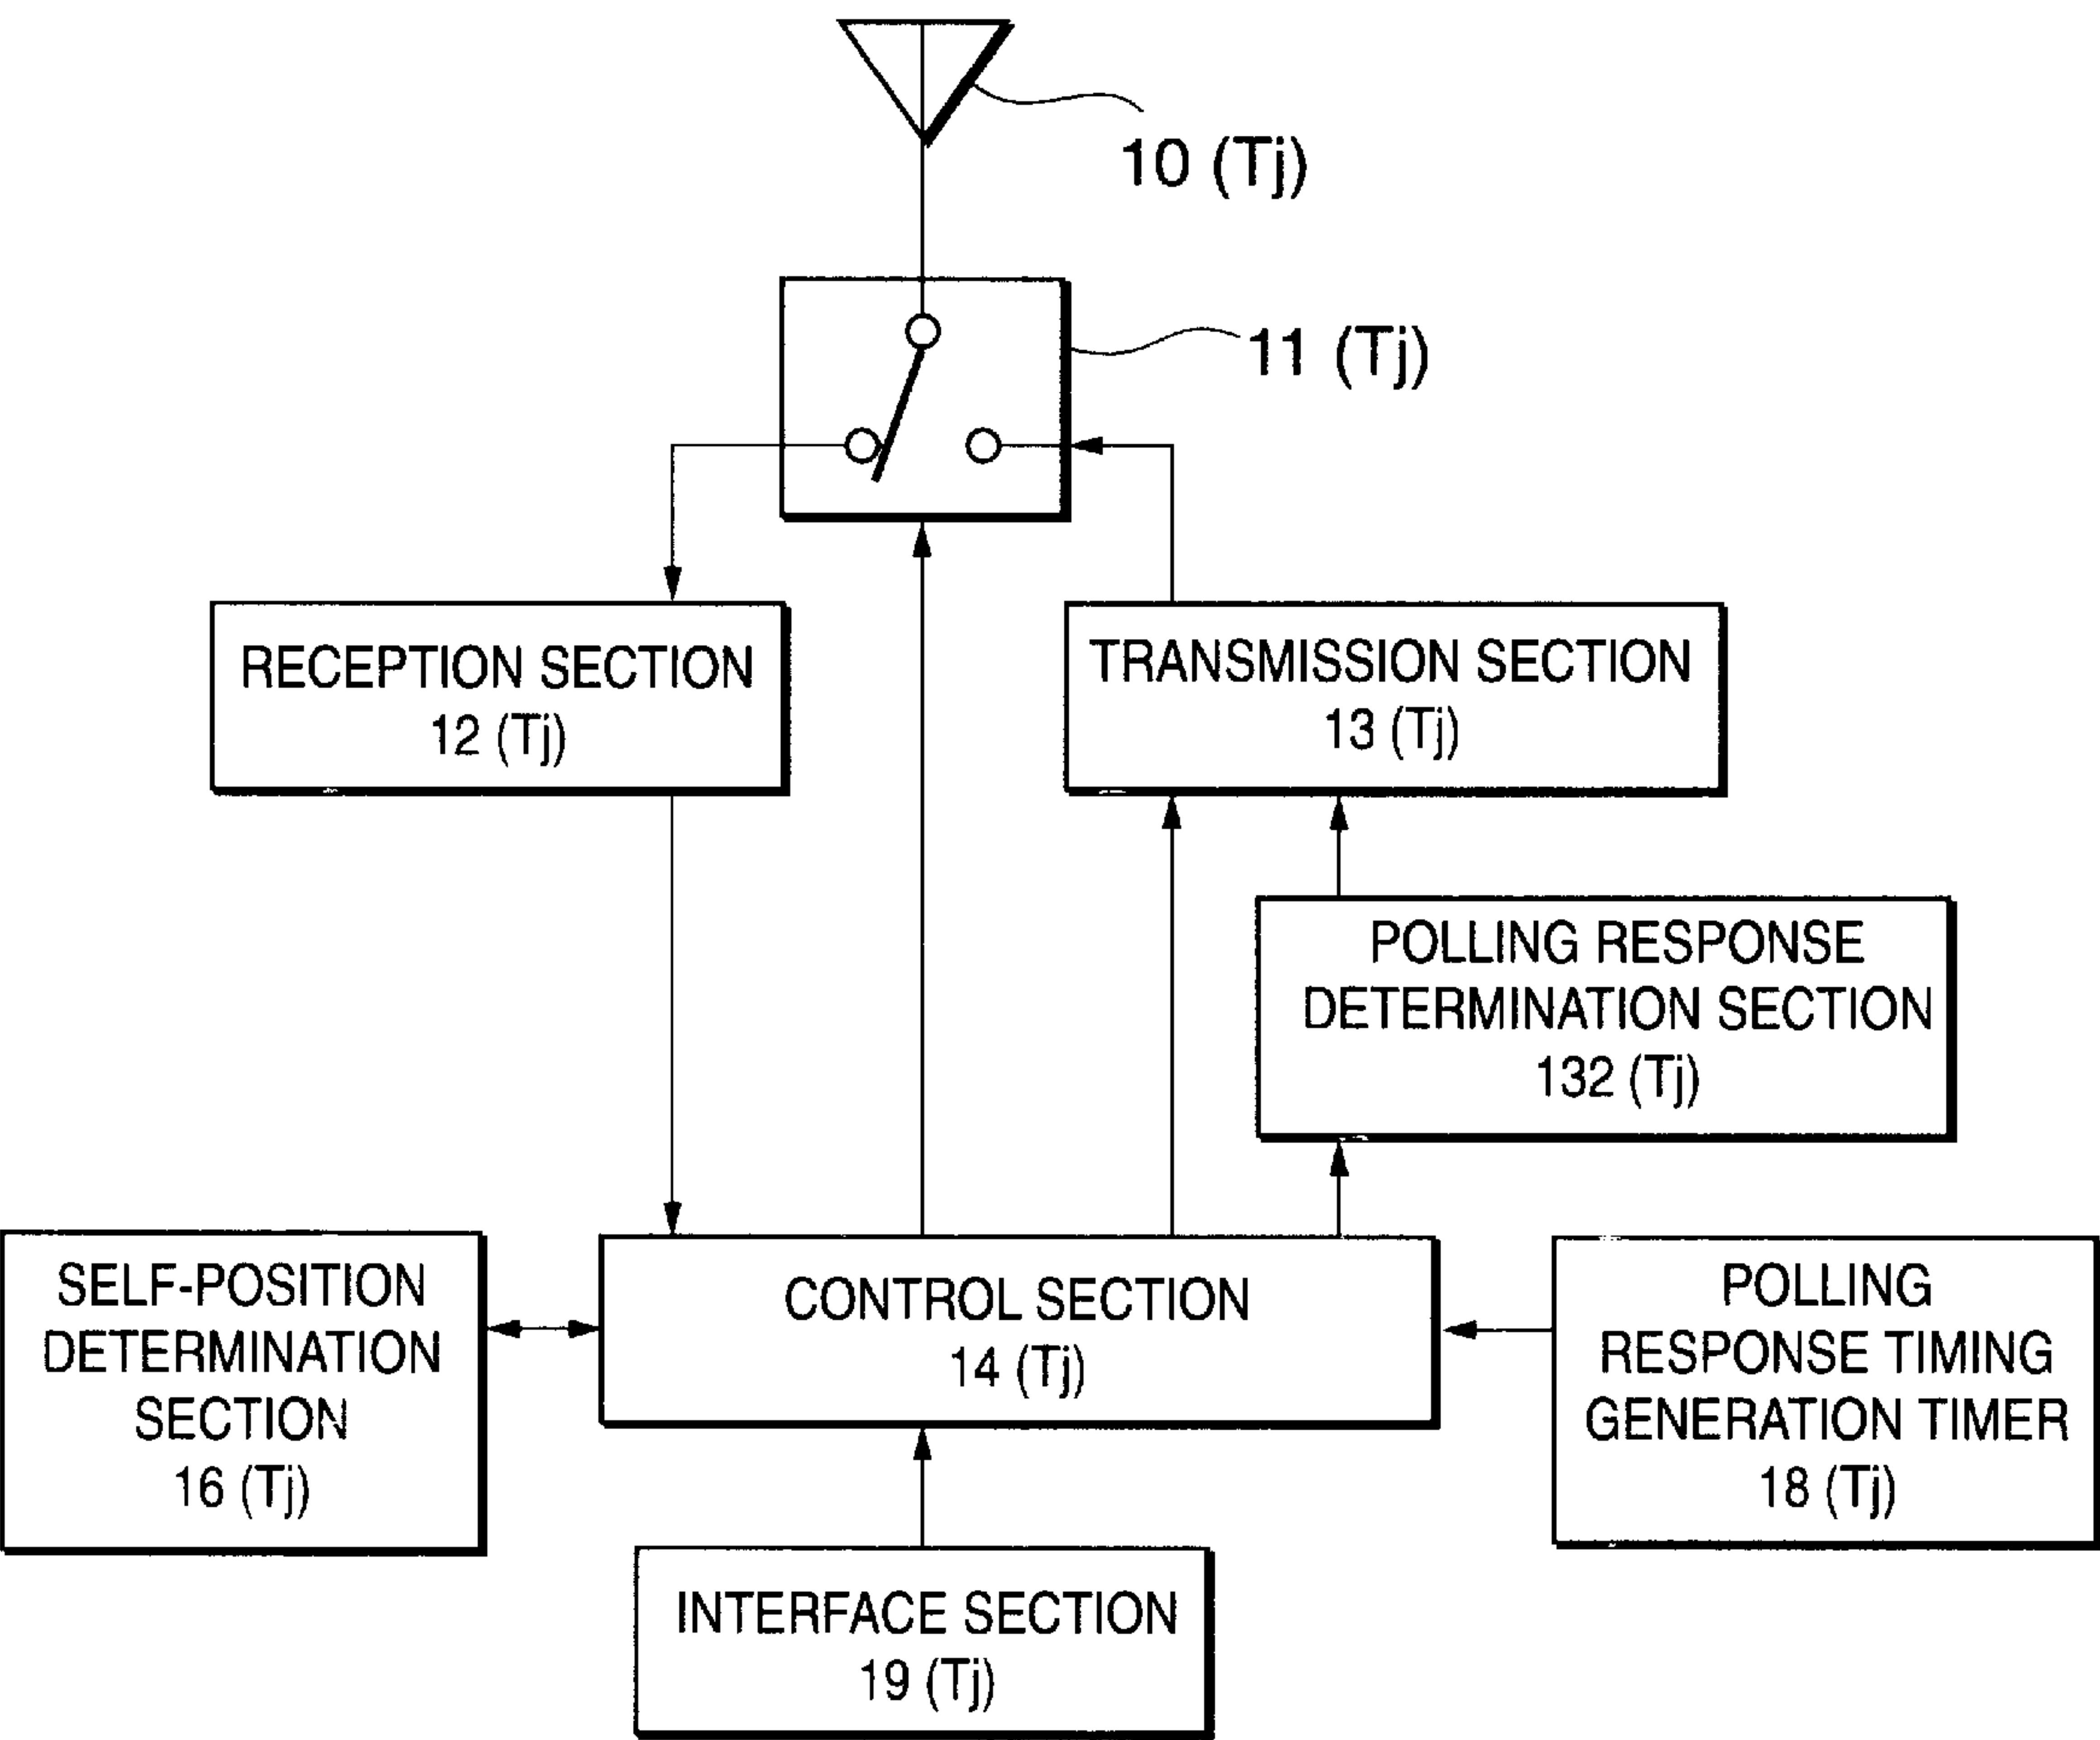 10 (Tj)
11 (Tj)
RECEPTION SECTION
12 (Tj)
TRANSMISSION SECTION
13 (Tj)
POLLING RESPONSE
DETERMINATION SECTION
132 (Tj)
SELF-POSITION
DETERMINATION
SECTION
16 (Tj)
CONTROL SECTION
14 (Tj)
POLLING
RESPONSE TIMING
GENERATION TIMER
18 (Tj)
INTERFACE SECTION
19 (Tj)